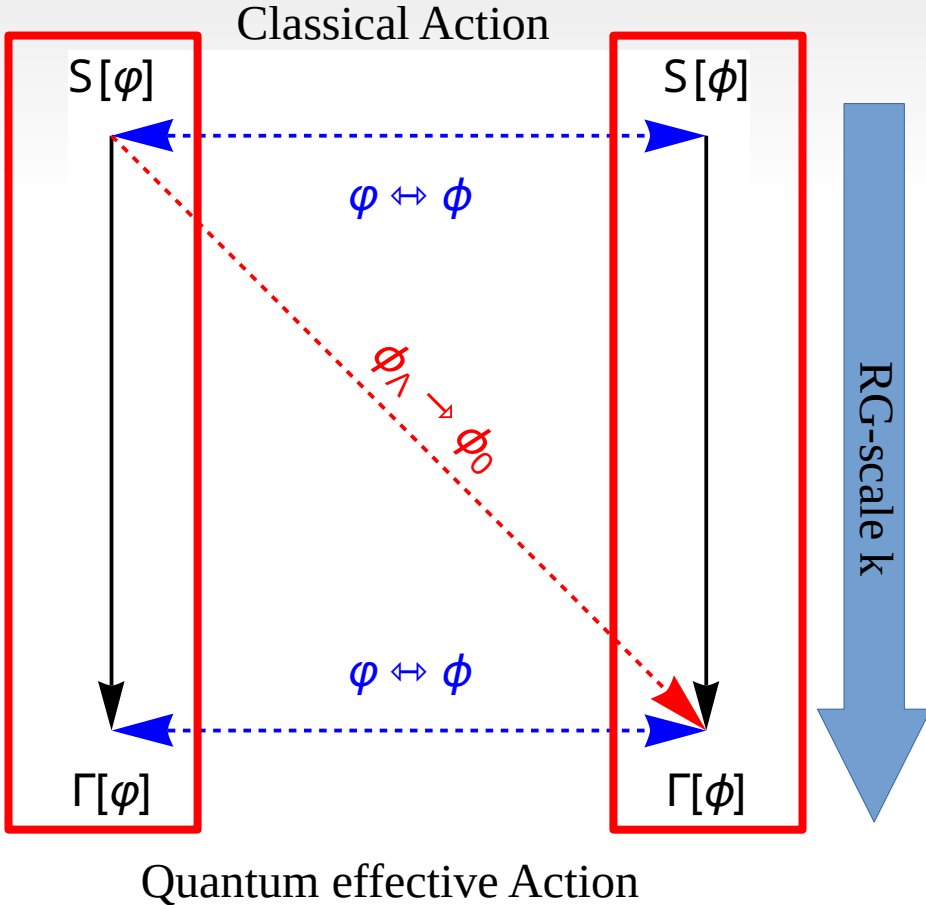 Classical Action
S[φ]
S[ϕ]
φ ⇿ ϕ
ϕ_Λ → ϕ_0
RG-scale k
φ ⇿ ϕ
Γ[φ]
Γ[ϕ]
Quantum effective Action